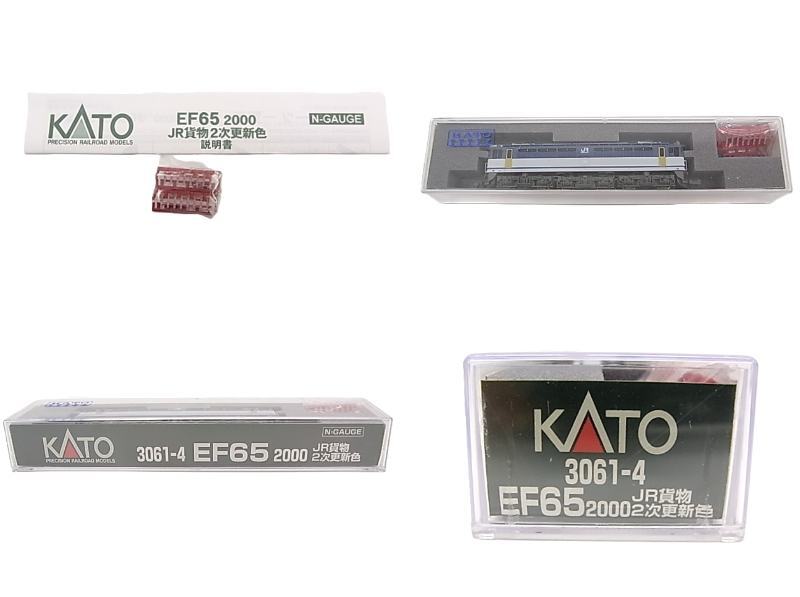 KATO
PRECISION RAILROAD MODELS
EF65 2000
JR貨物2次更新色
説明書
N-GAUGE
KATO
JR
KATO
PRECISION RAILROAD MODELS
3061-4 EF65 2000 JR貨物
2次更新色
N-GAUGE
KATO
3061-4
EF65 2000 JR貨物
2次更新色